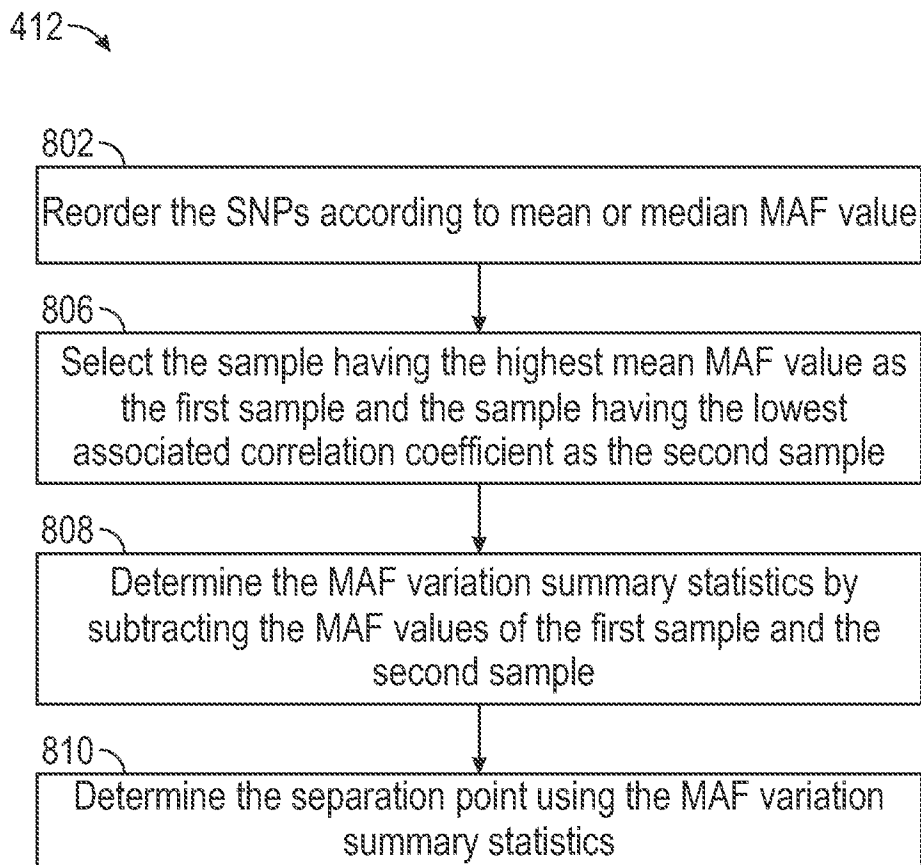 412
802
Reorder the SNPs according to mean or median MAF value
806
Select the sample having the highest mean MAF value as
the first sample and the sample having the lowest
associated correlation coefficient as the second sample
808
Determine the MAF variation summary statistics by
subtracting the MAF values of the first sample and the
second sample
810
Determine the separation point using the MAF variation
summary statistics